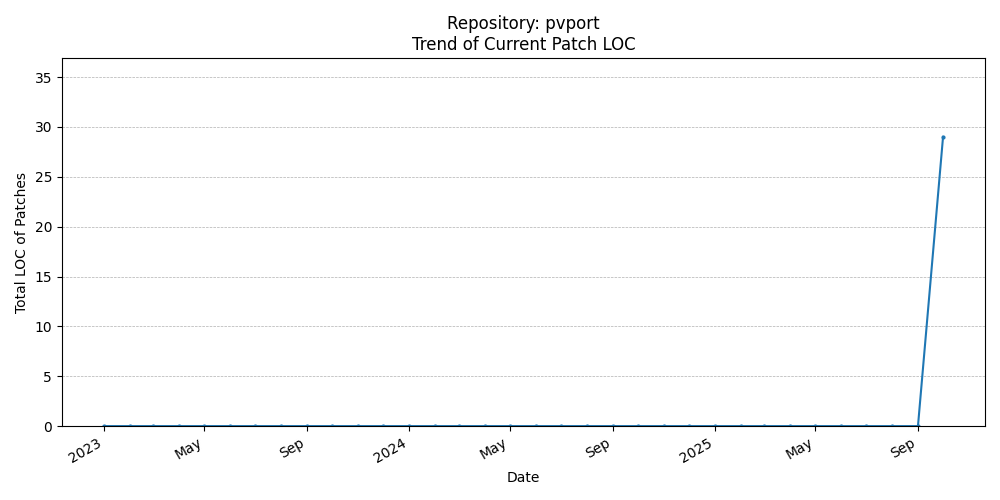 Repository: pvport
Trend of Current Patch LOC
Total LOC of Patches
35
30
25
20
15
10
5
0
2023
May
Sep
2024
May
Sep
2025
May
Sep
Date